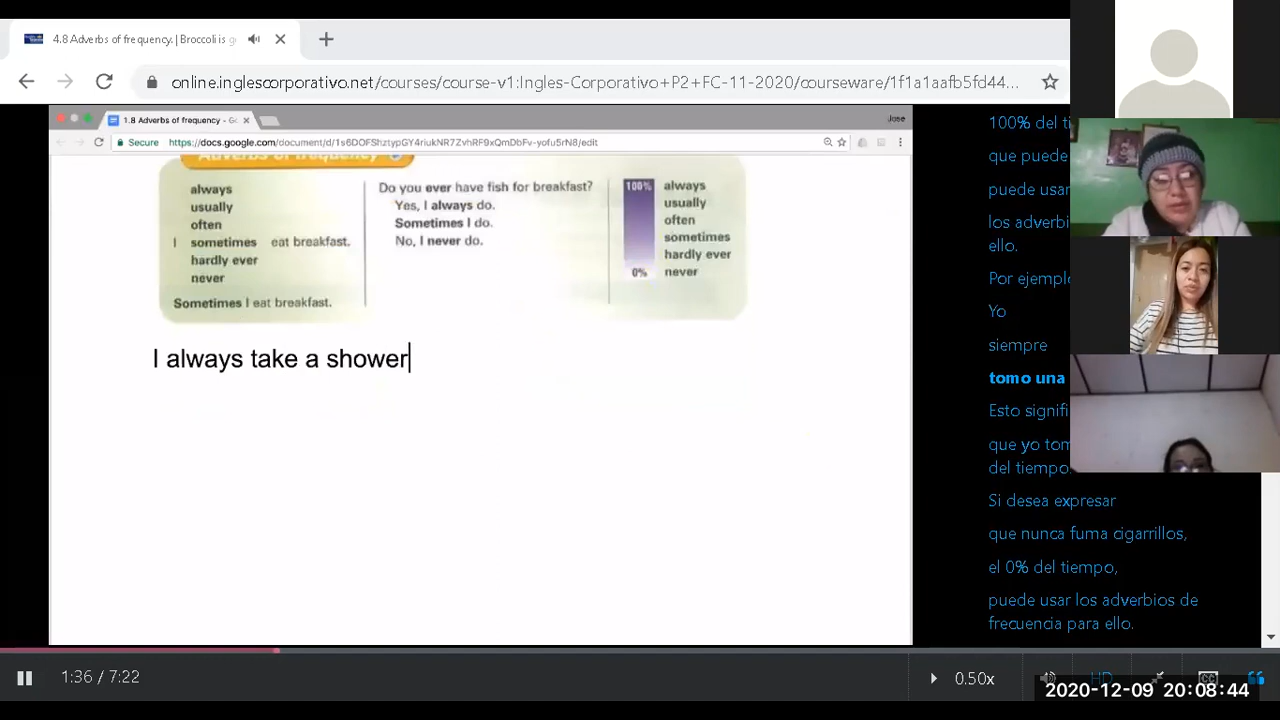 4.8 Adverbs of frequency. | Broccoli is g
online.inglescorporativo.net/courses/course-v1:Ingles-Corporativo+P2+FC-11-2020/courseware/1f1a1aafb5fd44...
1.8 Adverbs of frequency - Go
Jose
Secure https://docs.google.com/document/d/1s6DOFShztypGY4riukNR7ZvhRF9xQmDbFv-yofu5rN8/edit
Adverbs of frequency
always
usually
often
I sometimes eat breakfast.
hardly ever
never
Sometimes I eat breakfast.
Do you ever have fish for breakfast?
Yes, I always do.
Sometimes I do.
No, I never do.
100% always
usually
often
sometimes
hardly ever
0% never
I always take a shower
100% del ti
que puede
puede usar
los adverbi
ello.
Por ejempl
Yo
siempre
tomo una
Esto signifi
que yo tom
del tiempo.
Si desea expresar
que nunca fuma cigarrillos,
el 0% del tiempo,
puede usar los adverbios de
frecuencia para ello.
1:36 / 7:22
0.50x
HD
CC
2020-12-09 20:08:44